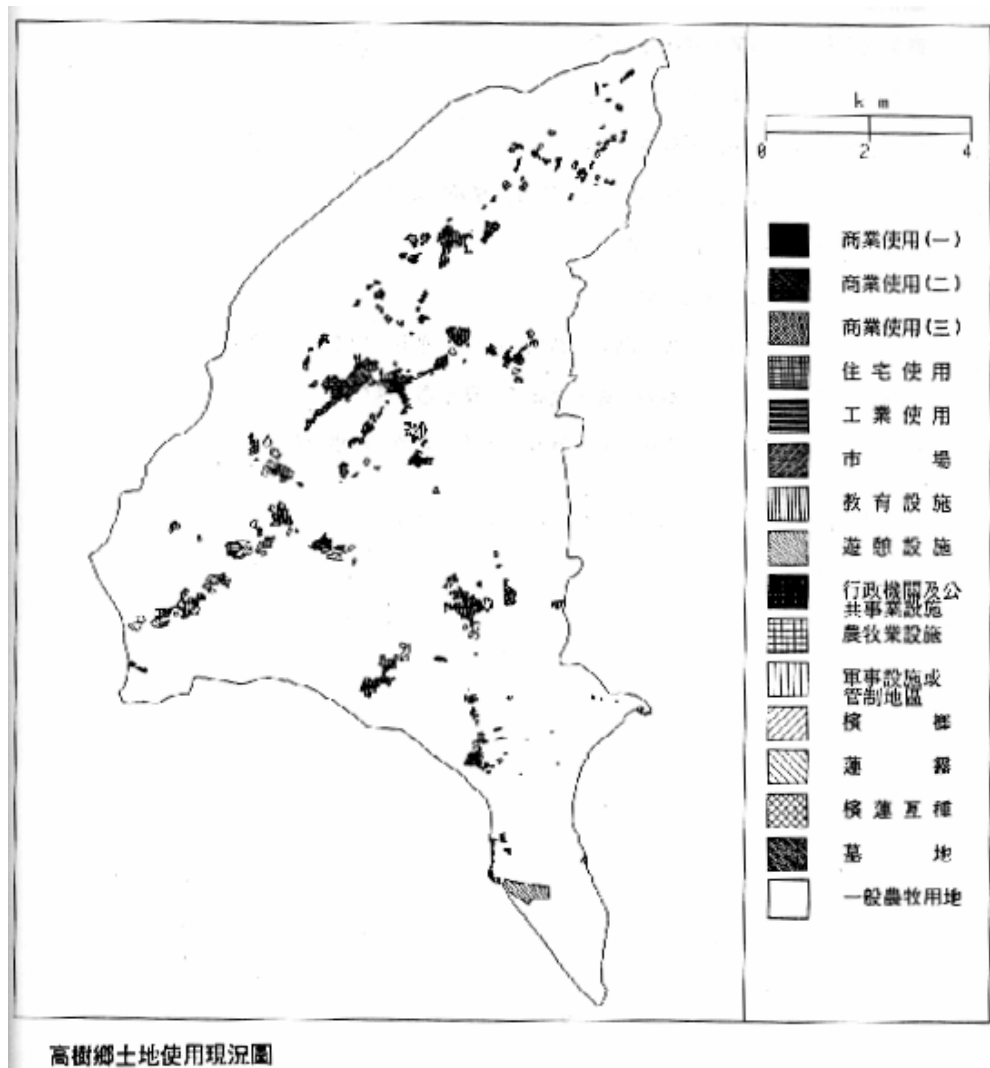 km
0 2 4
商業使用(一)
商業使用(二)
商業使用(三)
住宅使用
工業使用
市場
教育設施
遊憩設施
行政機關及公
共事業設施
農牧業設施
軍事設施或
管制地區
檳榔
蓮霧
檳蓮互種
墓地
一般農牧用地
高樹鄉土地使用現況圖